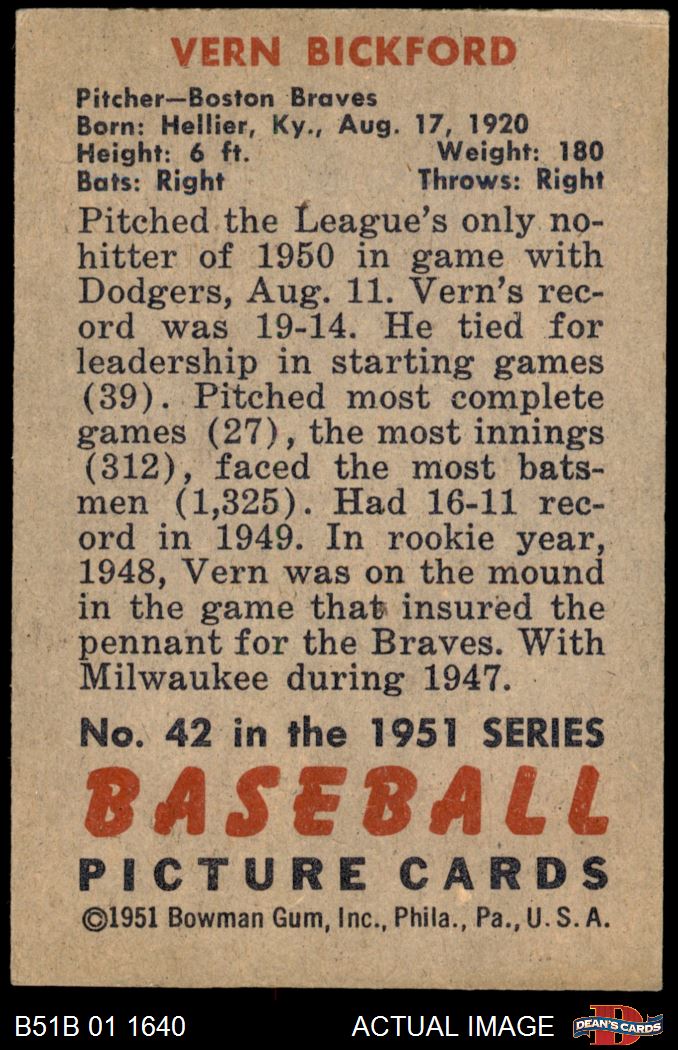 VERN BICKFORD
Pitcher—Boston Braves
Born: Hellier, Ky., Aug. 17, 1920
Height: 6 ft. Weight: 180
Bats: Right Throws: Right
Pitched the League's only no-
hitter of 1950 in game with
Dodgers, Aug. 11. Vern's rec-
ord was 19-14. He tied for
leadership in starting games
(39). Pitched most complete
games (27), the most innings
(312), faced the most bats-
men (1,325). Had 16-11 rec-
ord in 1949. In rookie year,
1948, Vern was on the mound
in the game that insured the
pennant for the Braves. With
Milwaukee during 1947.
No. 42 in the 1951 SERIES
BASEBALL
PICTURE CARDS
©1951 Bowman Gum, Inc., Phila., Pa., U. S. A.
B51B 01 1640 ACTUAL IMAGE D DEAN'S CARDS